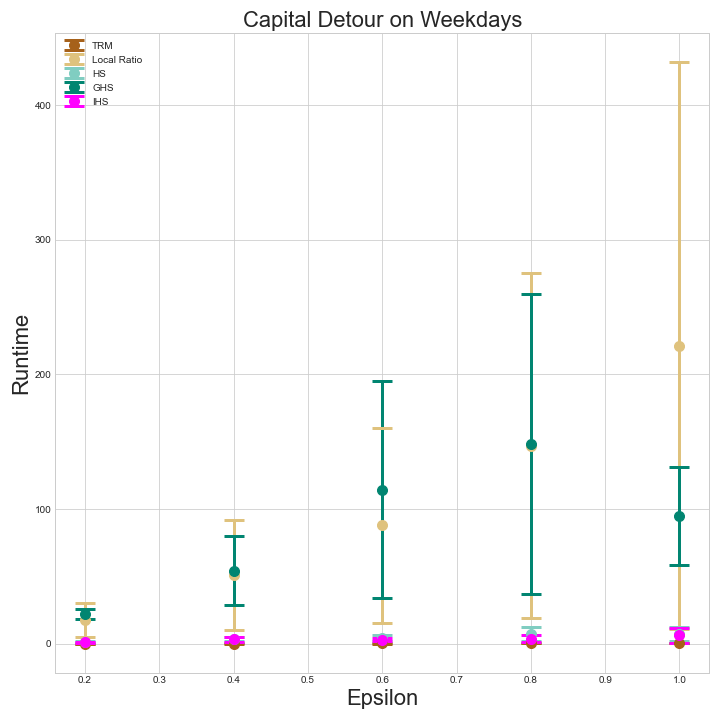 Capital Detour on Weekdays
TRM
Local Ratio
HS
GHS
IHS
400
300
200
100
0
Runtime
0.2 0.3 0.4 0.5 0.6 0.7 0.8 0.9 1.0
Epsilon